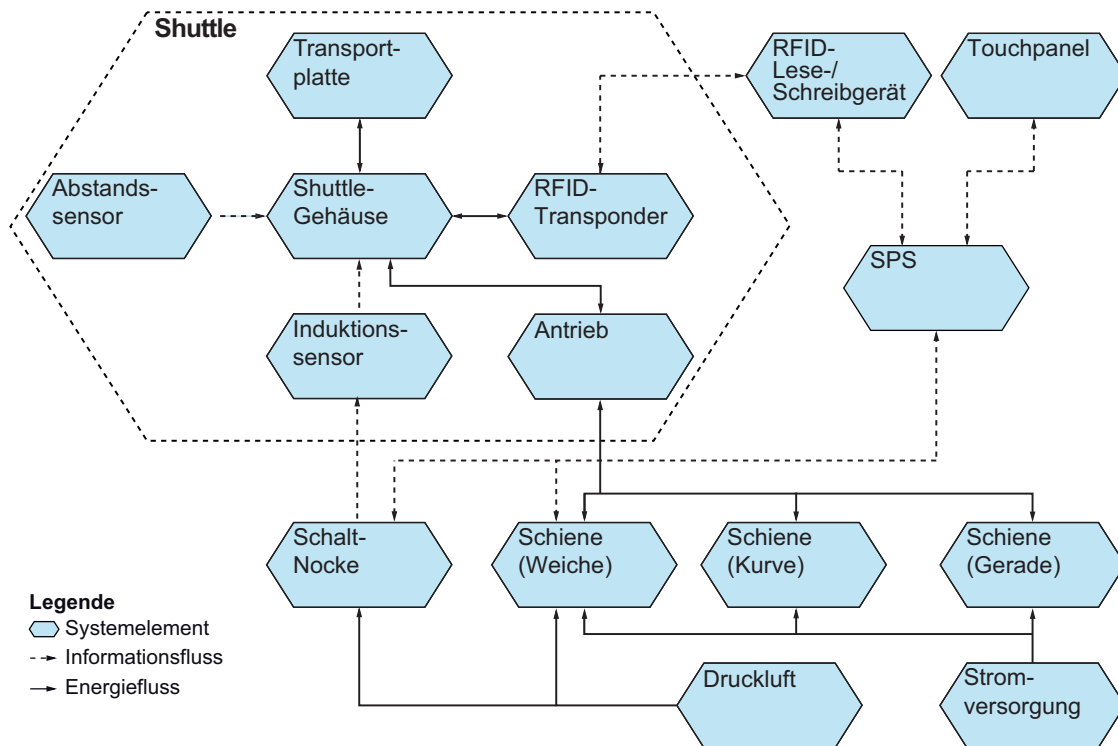 Shuttle
Transport-
platte
RFID-
Lese-/
Schreibgerät
Touchpanel
Abstands-
sensor
Shuttle-
Gehäuse
RFID-
Transponder
SPS
Induktions-
sensor
Antrieb
Schalt-
Nocke
Schiene
(Weiche)
Schiene
(Kurve)
Schiene
(Gerade)
Legende
Systemelement
Informationsfluss
Energiefluss
Druckluft
Strom-
versorgung